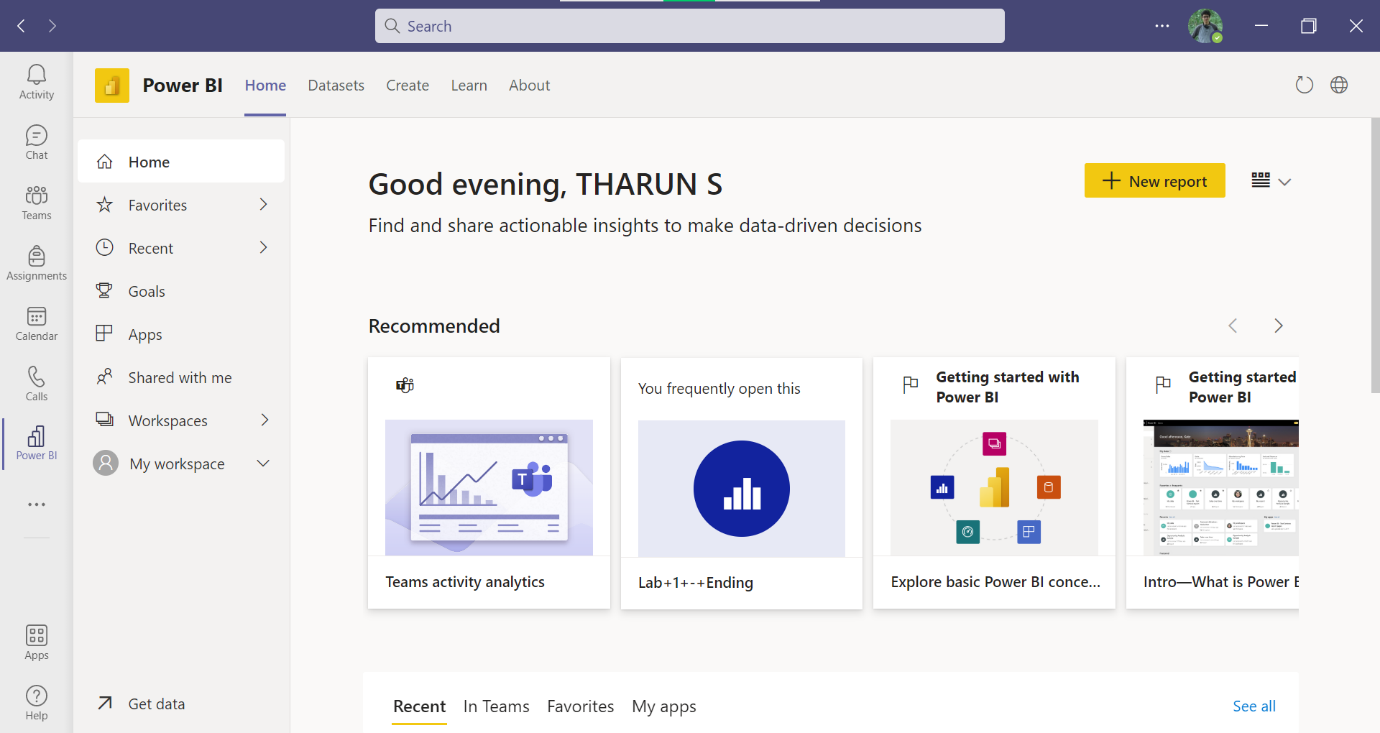 Search
Activity
Chat
Teams
Assignments
Calendar
Calls
Power BI
Apps
Help
Power BI
Home
Datasets
Create
Learn
About
Home
Favorites
Recent
Goals
Apps
Shared with me
Workspaces
My workspace
Get data
Good evening, THARUN S
Find and share actionable insights to make data-driven decisions
New report
Recommended
T
Teams activity analytics
You frequently open this
Lab+1+-+Ending
Getting started with
Power BI
Explore basic Power BI conce...
Getting started
Power BI
Intro—What is Power B
Recent
In Teams
Favorites
My apps
See all